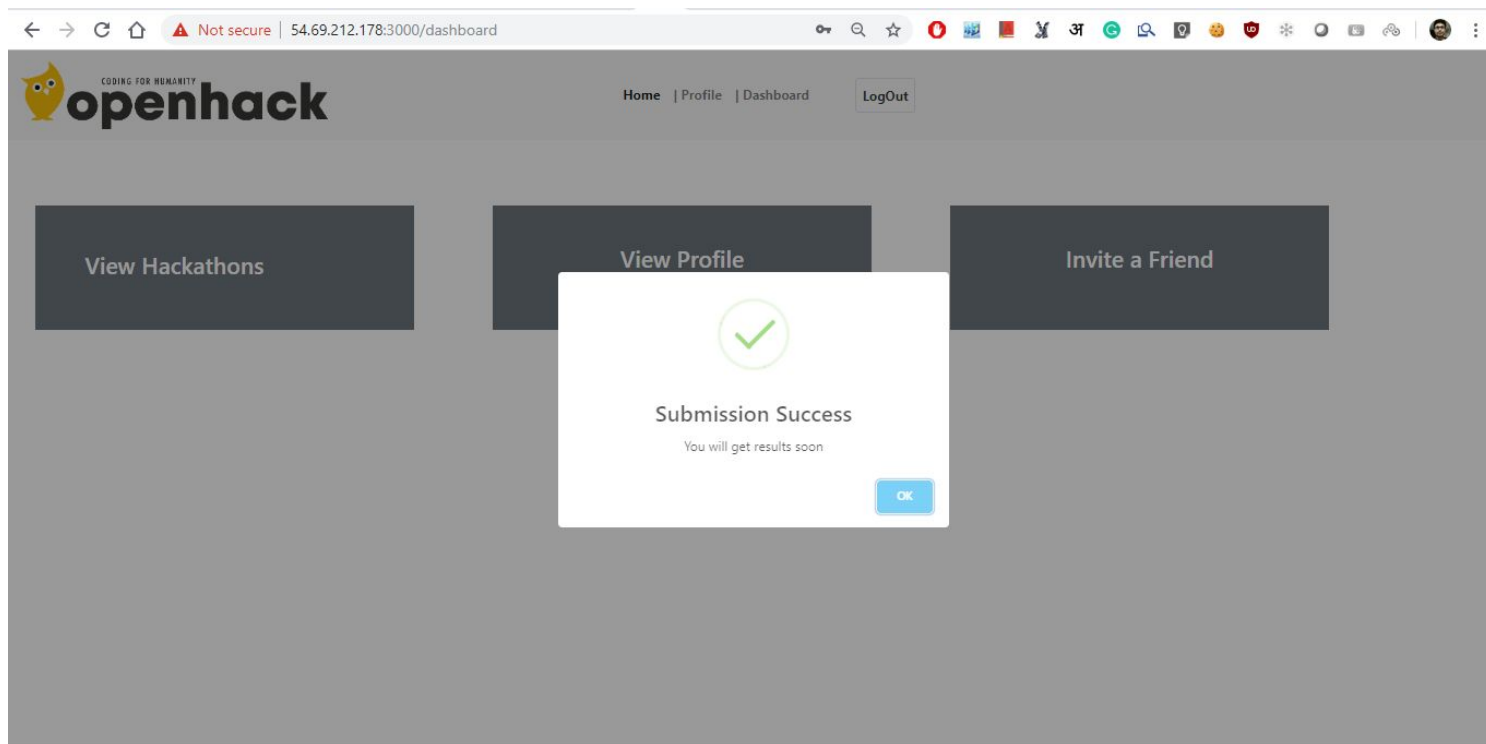 Not secure | 54.69.212.178:3000/dashboard
अ
CODING FOR HUMANITY
openhack
Home | Profile | Dashboard LogOut
View Hackathons
View Profile
Invite a Friend
Submission Success
You will get results soon
OK